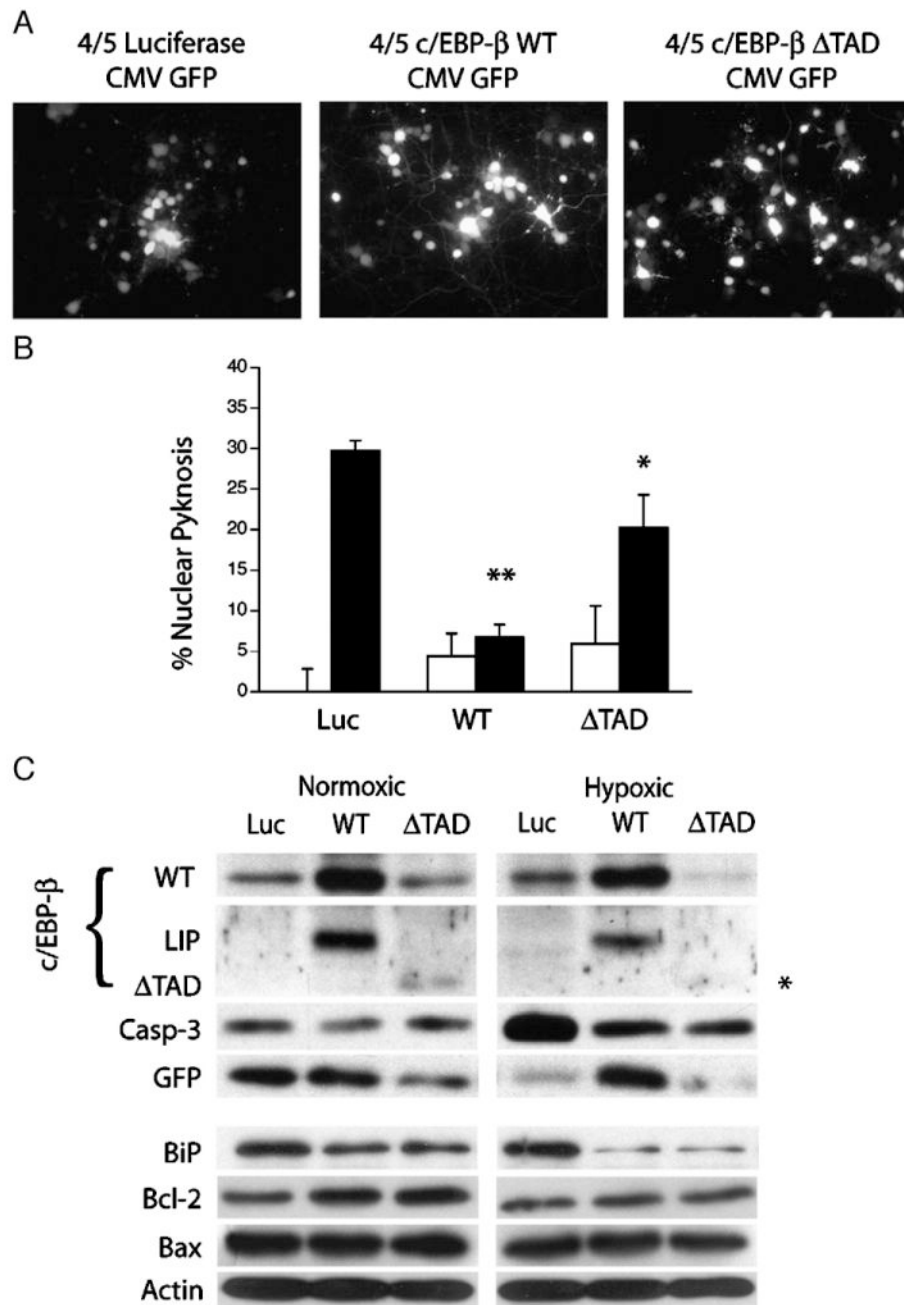 A
4/5 Luciferase
CMV GFP
4/5 c/EBP-β WT
CMV GFP
4/5 c/EBP-β ΔTAD
CMV GFP
B
% Nuclear Pyknosis
40
35
30
25
20
15
10
5
0
**
*
Luc
WT
ΔTAD
C
Normoxic
Hypoxic
Luc
WT
ΔTAD
Luc
WT
ΔTAD
c/EBP-β
WT
LIP
ΔTAD
*
Casp-3
GFP
BiP
Bcl-2
Bax
Actin